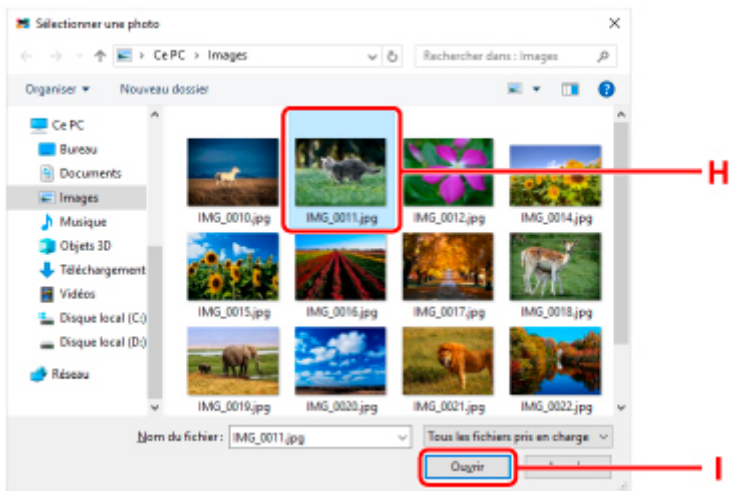 Sélectionner une photo
Ce PC > Images
Rechercher dans : Images
Organiser
Nouveau dossier
Ce PC
Bureau
Documents
Images
Musique
Objets 3D
Téléchargement
Vidéos
Disque local (C:)
Disque local (D:)
Réseau
IMG_0010.jpg
IMG_0011.jpg
IMG_0012.jpg
IMG_0014.jpg
H
IMG_0015.jpg
IMG_0016.jpg
IMG_0017.jpg
IMG_0018.jpg
IMG_0019.jpg
IMG_0020.jpg
IMG_0021.jpg
IMG_0022.jpg
Nom du fichier :
IMG_0011.jpg
Tous les fichiers pris en charge
Ouvrir
I